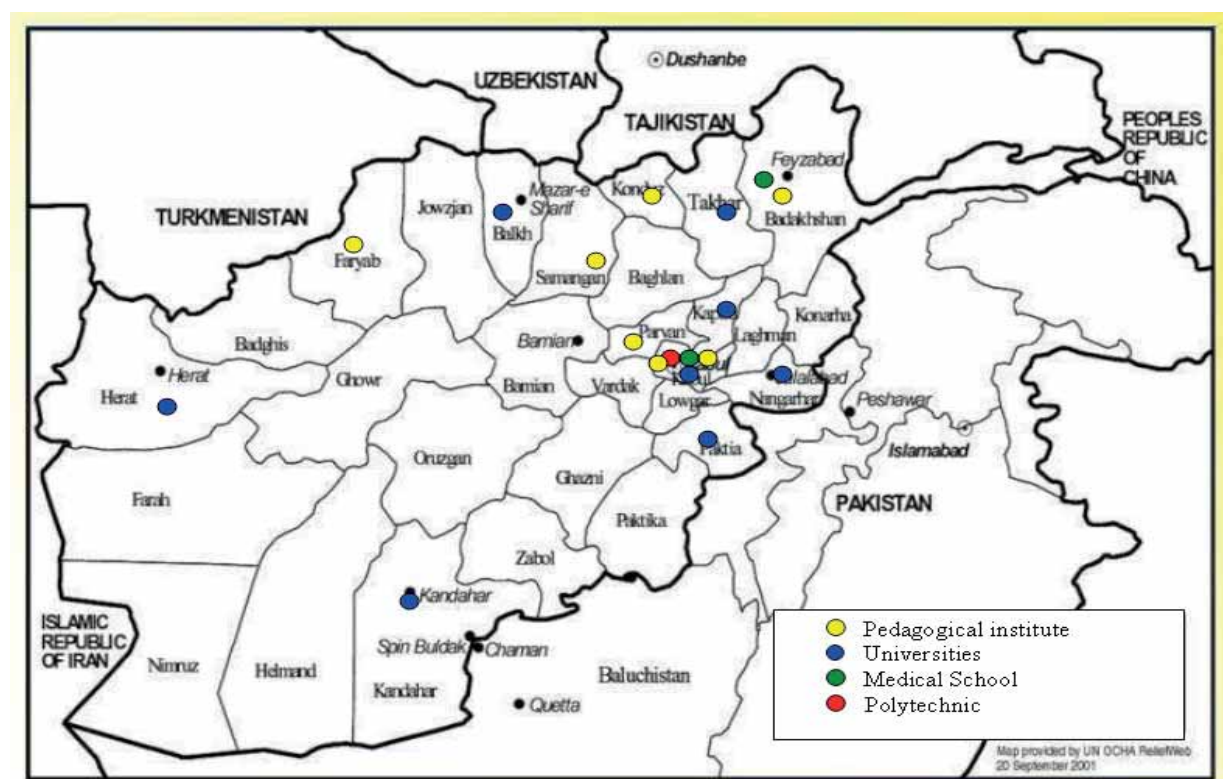 Dushanbe
UZBEKISTAN
TAJIKISTAN
PEOPLES
REPUBLIC
OF
CHINA
Feyzabad
TURKMENISTAN
Jowzjan
Mazar-e
Sharif
Balkh
Takhar
Badakhshan
Faryab
Samangan
Baghlan
Konarha
Laghman
Parvan
Badghis
Bamian
Herat
Ghowr
Herat
Bamian
Vardak
Nangarhar
Lowgar
Peshawer
Paktia
Islamabad
Oruzgan
Ghazni
Farah
PAKISTAN
Paktika
Zabol
Kandahar
ISLAMIC
REPUBLIC
OF IRAN
Spin Buldak
Chaman
Nimruz
Helmand
Baluchistan
Kandahar
Quetta
Pedagogical institute
Universities
Medical School
Polytechnic
Map provided by UN OCHA ReliefWeb
20 September 2001